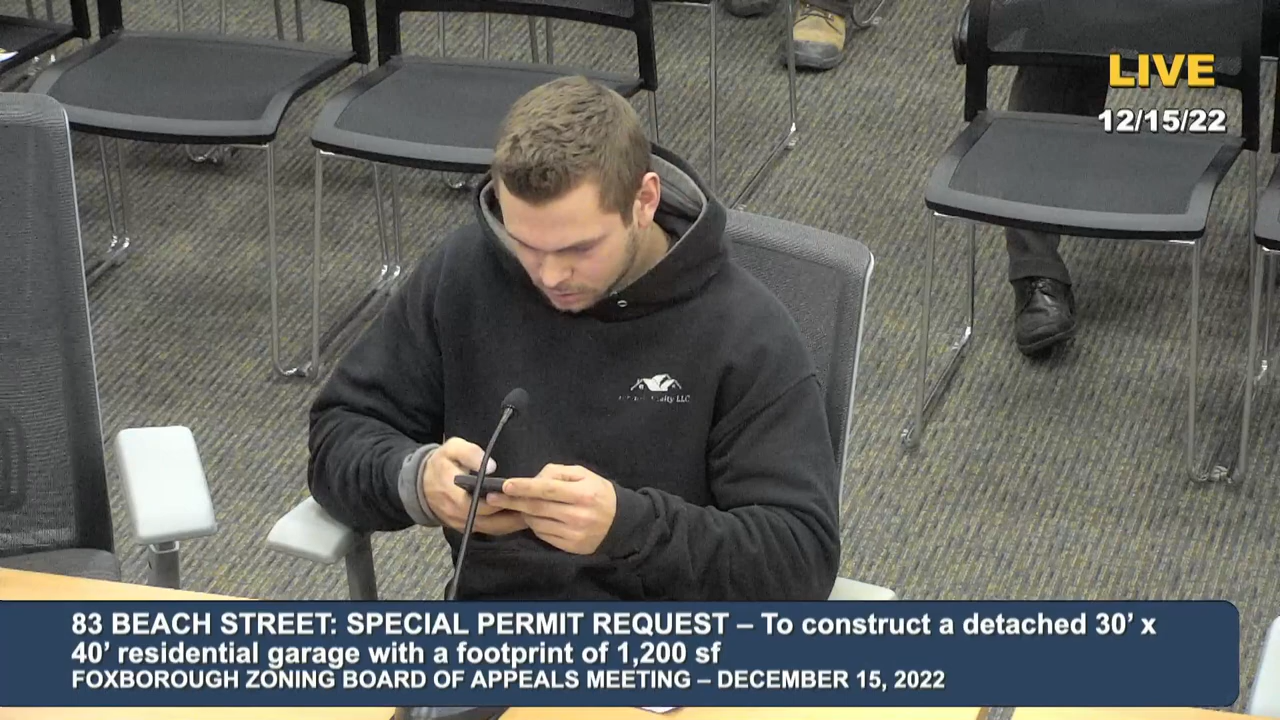 LIVE
12/15/22
LLC
83 BEACH STREET: SPECIAL PERMIT REQUEST – To construct a detached 30’ x
40’ residential garage with a footprint of 1,200 sf
FOXBOROUGH ZONING BOARD OF APPEALS MEETING – DECEMBER 15, 2022